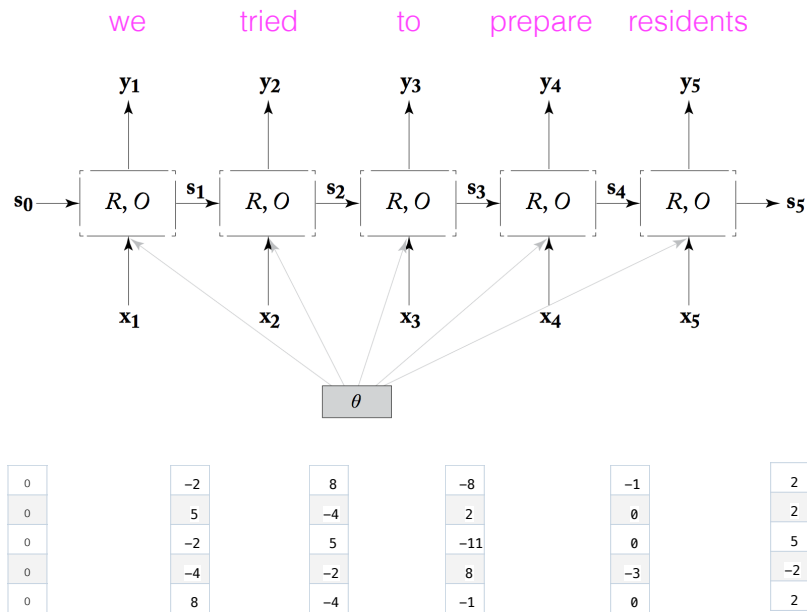 we tried to prepare residents
y1 y2 y3 y4 y5
s0 R, O s1 R, O s2 R, O s3 R, O s4 R, O s5
x1 x2 x3 x4 x5
θ
0 −2 8 −8 −1 2
0 5 −4 2 0 2
0 −2 5 −11 0 5
0 −4 −2 8 −3 −2
0 8 −4 −1 0 2